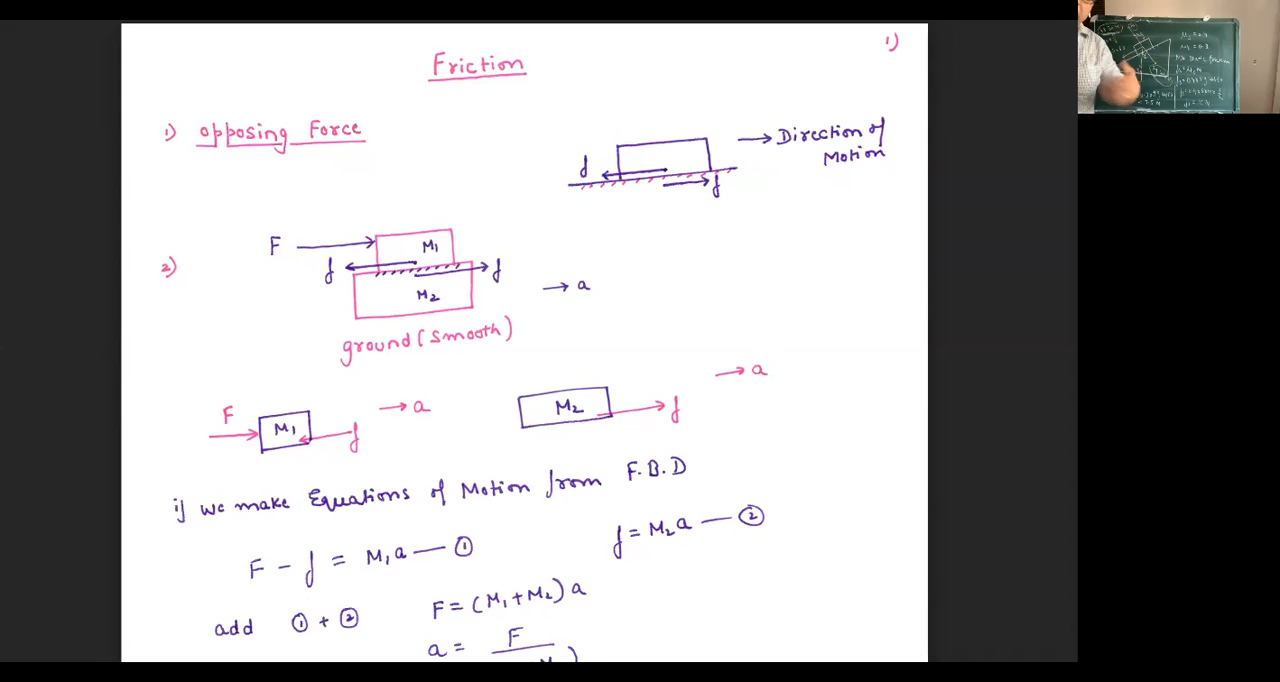 1)
Friction
1) opposing Force
f
f
→ Direction of
Motion
2)
F
M1
f
f
M2
→ a
ground (smooth)
F
M1
f
→ a
M2
f
→ a
if we make Equations of Motion from F.B.D
F - f = M1a — ①
f = M2a — ②
add ① + ②
F = (M1+M2) a
a = F